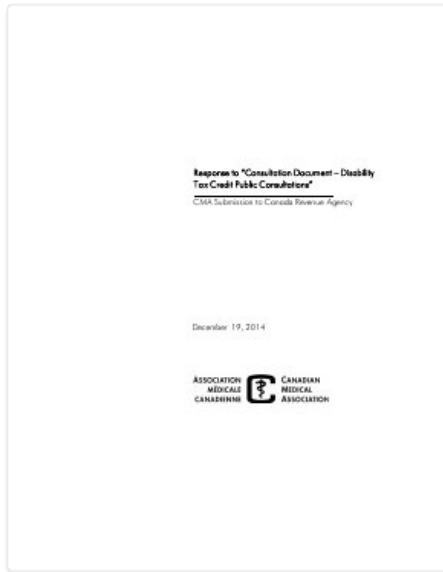 Response to "Consultation Document – Disability
Tax Credit Public Consultations"
CMA Submission to Canada Revenue Agency
December 19, 2014
ASSOCIATION
MÉDICALE
CANADIENNE
CANADIAN
MEDICAL
ASSOCIATION